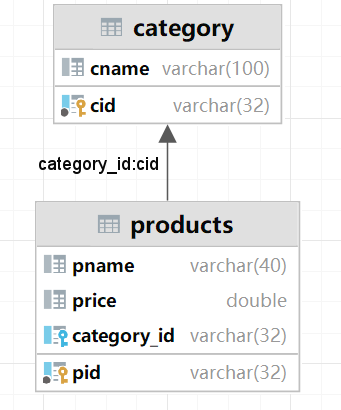 category
cname varchar(100)
cid varchar(32)
category_id:cid
products
pname varchar(40)
price double
category_id varchar(32)
pid varchar(32)